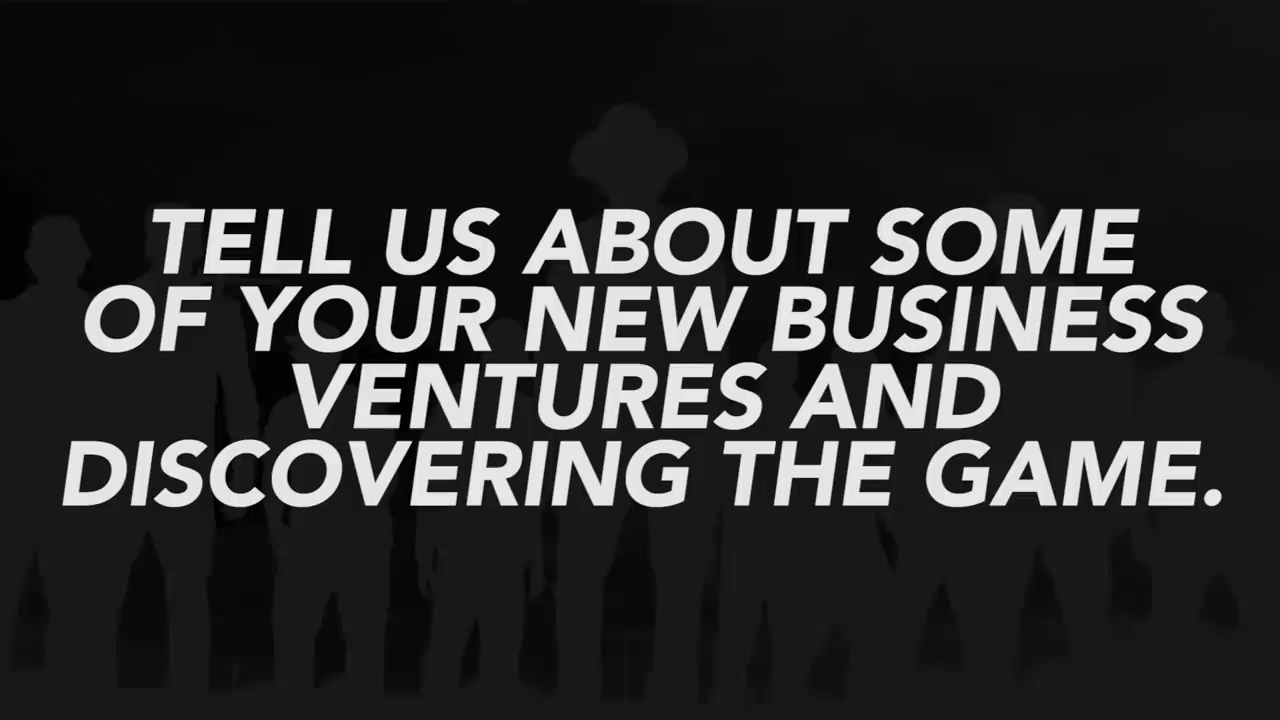 TELL US ABOUT SOME
OF YOUR NEW BUSINESS
VENTURES AND
DISCOVERING THE GAME.